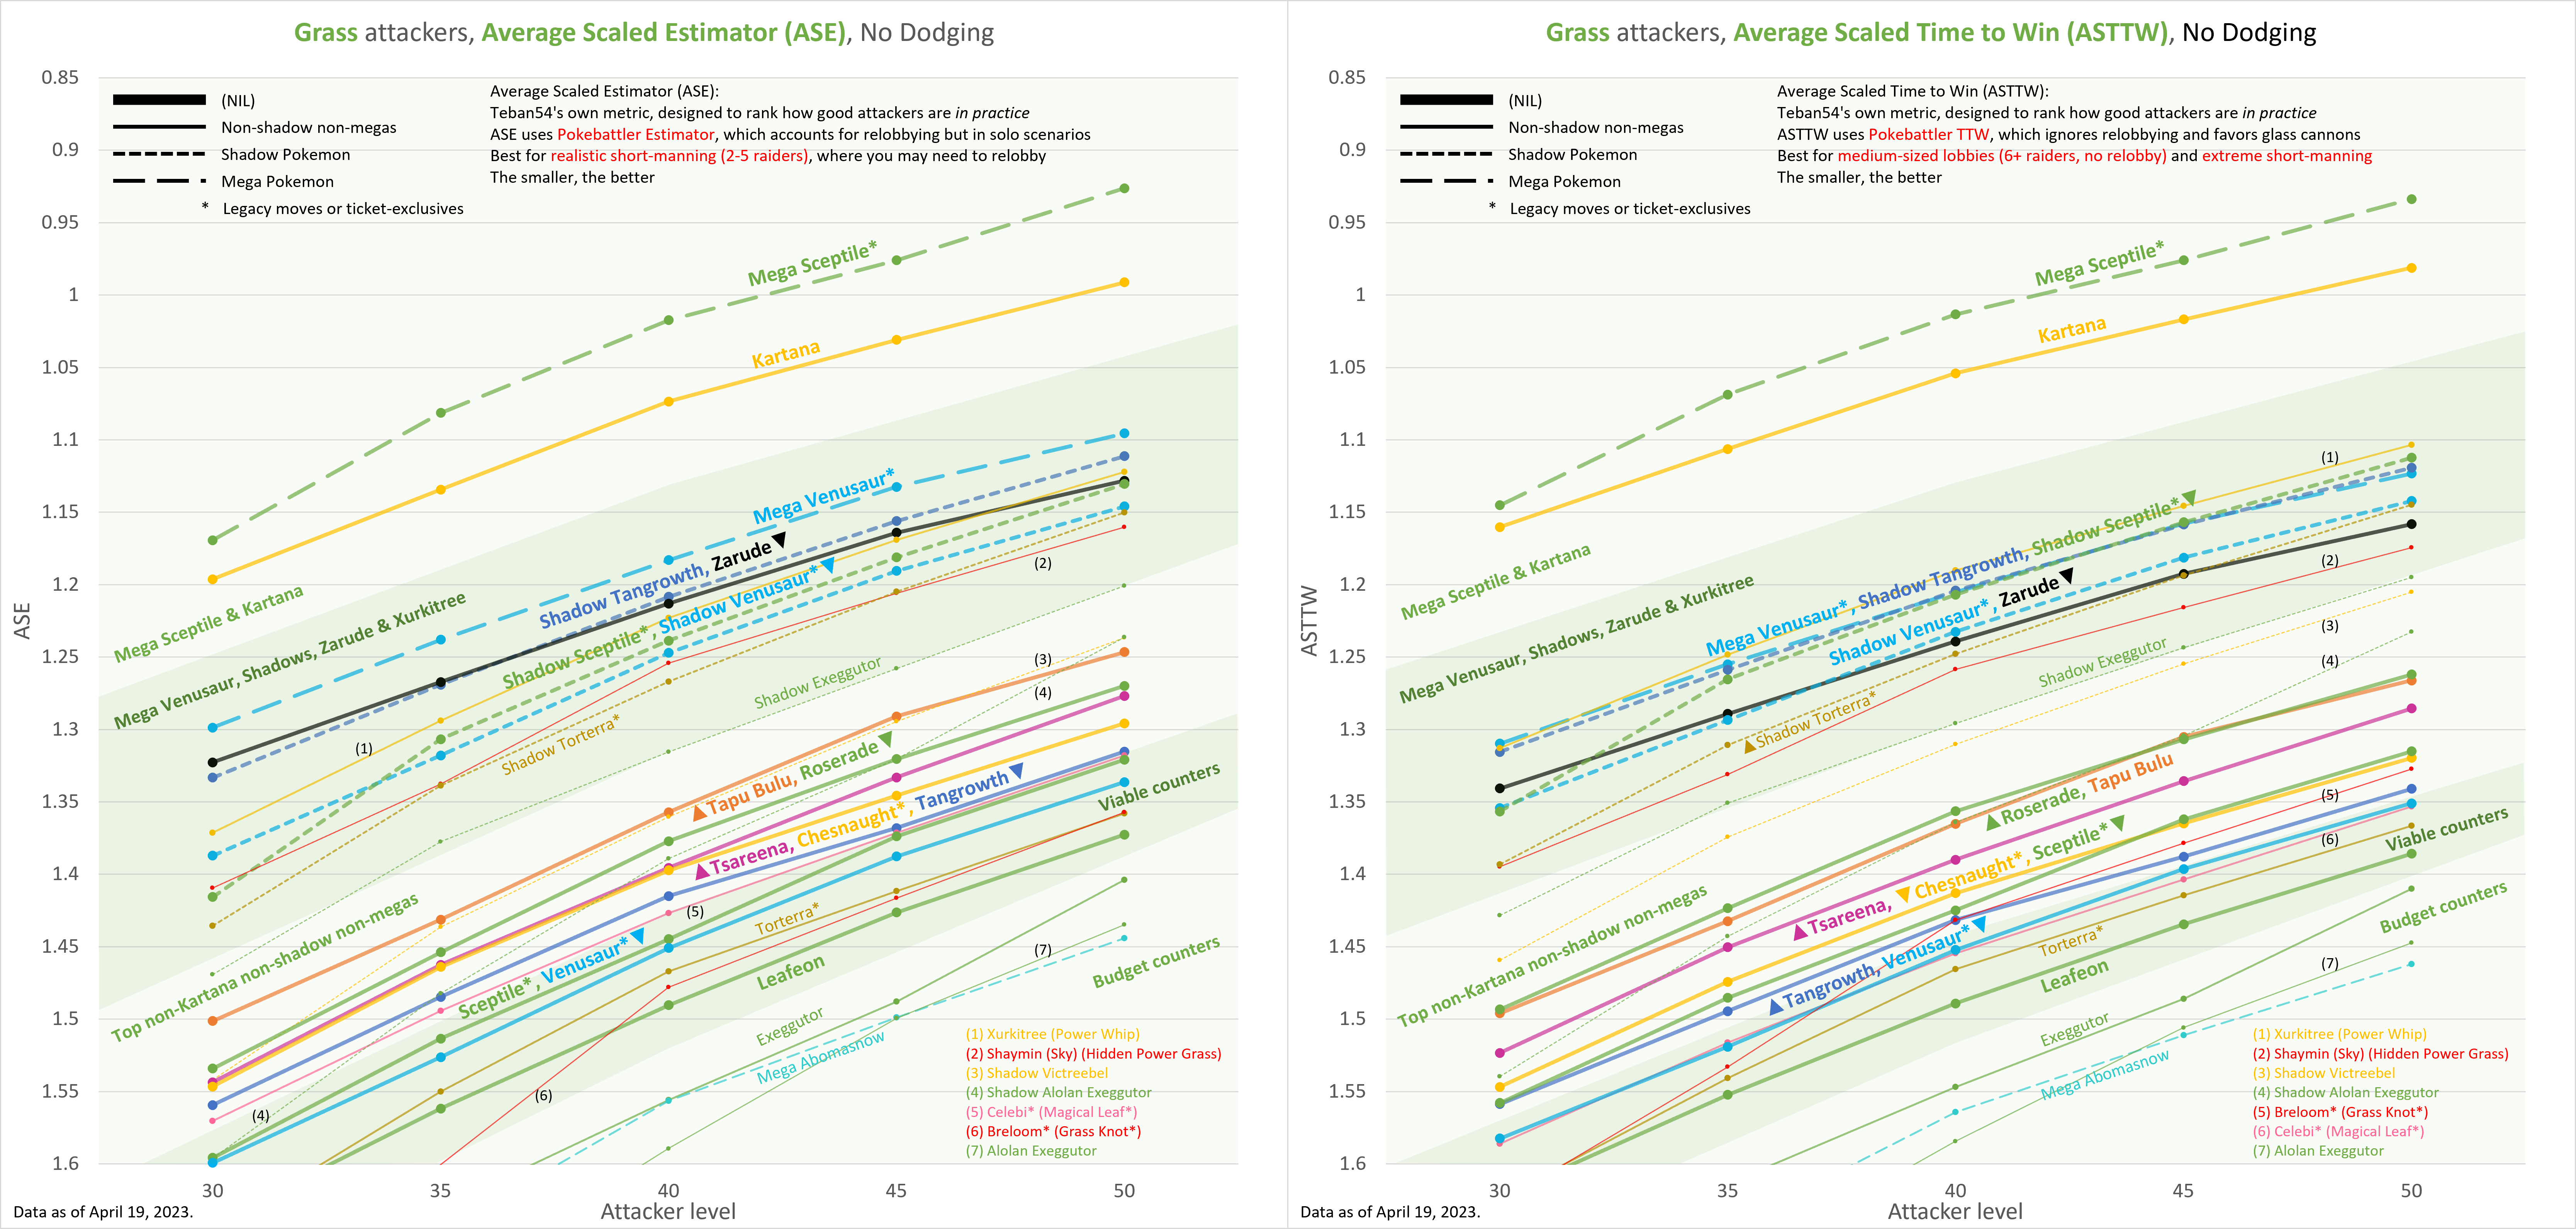 Grass attackers, Average Scaled Estimator (ASE), No Dodging
0.85
0.9
0.95
1
1.05
1.1
1.15
1.2
1.25
1.3
1.35
1.4
1.45
1.5
1.55
1.6
ASE
(NIL)
Non-shadow non-megas
Shadow Pokemon
Mega Pokemon
* Legacy moves or ticket-exclusives
Average Scaled Estimator (ASE):
Teban54's own metric, designed to rank how good attackers are in practice
ASE uses Pokebattler Estimator, which accounts for relobbying but in solo scenarios
Best for realistic short-manning (2-5 raiders), where you may need to relobby
The smaller, the better
Mega Sceptile*
Kartana
Mega Venusaur*
Shadow Tangrowth, Zarude▼
Shadow Sceptile*, Shadow Venusaur*▼
Mega Sceptile & Kartana
Mega Venusaur, Shadows, Zarude & Xurkitree
(1)
(2)
Shadow Torterra*
Shadow Exeggutor
(3)
(4)
▲Tapu Bulu, Roserade▼
▲Tsareena, Chesnaught*, Tangrowth▼
Viable counters
Top non-Kartana non-shadow non-megas
(5)
Sceptile*, Venusaur*▼
Torterra*
Leafeon
(7)
Budget counters
Exeggutor
Mega Abomasnow
(6)
(4)
(1) Xurkitree (Power Whip)
(2) Shaymin (Sky) (Hidden Power Grass)
(3) Shadow Victreebel
(4) Shadow Alolan Exeggutor
(5) Celebi* (Magical Leaf*)
(6) Breloom* (Grass Knot*)
(7) Alolan Exeggutor
30 35 40 45 50
Attacker level
Data as of April 19, 2023.
Grass attackers, Average Scaled Time to Win (ASTTW), No Dodging
0.85
0.9
0.95
1
1.05
1.1
1.15
1.2
1.25
1.3
1.35
1.4
1.45
1.5
1.55
1.6
ASTTW
(NIL)
Non-shadow non-megas
Shadow Pokemon
Mega Pokemon
* Legacy moves or ticket-exclusives
Average Scaled Time to Win (ASTTW):
Teban54's own metric, designed to rank how good attackers are in practice
ASTTW uses Pokebattler TTW, which ignores relobbying and favors glass cannons
Best for medium-sized lobbies (6+ raiders, no relobby) and extreme short-manning
The smaller, the better
Mega Sceptile*
Kartana
(1)
Mega Venusaur*, Shadow Tangrowth, Shadow Sceptile*▼
Shadow Venusaur*, Zarude▼
Mega Sceptile & Kartana
Mega Venusaur, Shadows, Zarude & Xurkitree
(2)
▲Shadow Torterra*
Shadow Exeggutor
(3)
(4)
▲Roserade, Tapu Bulu
▲Tsareena, ▼Chesnaught*, Sceptile*▼
(5)
(6)
Viable counters
Top non-Kartana non-shadow non-megas
▲Tangrowth, Venusaur*▼
Torterra*
Leafeon
(7)
Budget counters
Exeggutor
Mega Abomasnow
(1) Xurkitree (Power Whip)
(2) Shaymin (Sky) (Hidden Power Grass)
(3) Shadow Victreebel
(4) Shadow Alolan Exeggutor
(5) Breloom* (Grass Knot*)
(6) Celebi* (Magical Leaf*)
(7) Alolan Exeggutor
30 35 40 45 50
Attacker level
Data as of April 19, 2023.